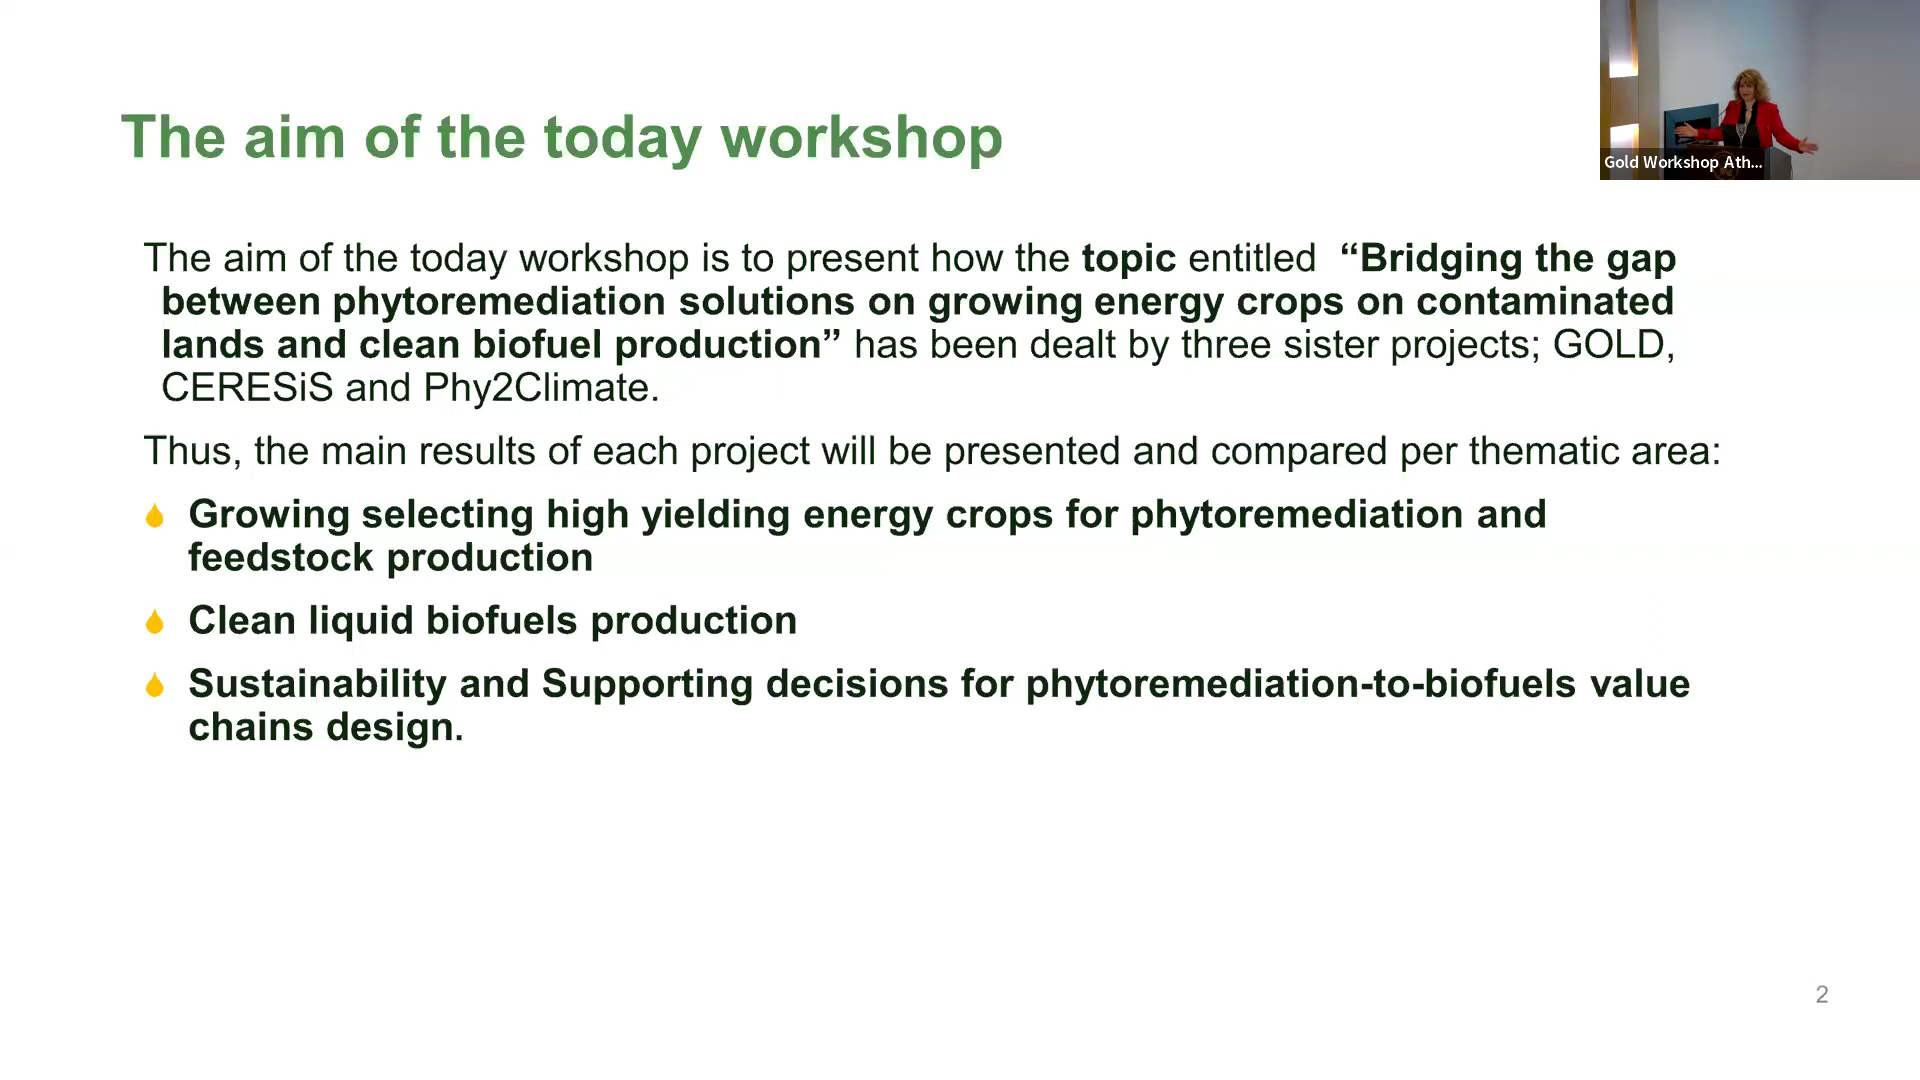 The aim of the today workshop
Gold Workshop Ath...
The aim of the today workshop is to present how the topic entitled “Bridging the gap
between phytoremediation solutions on growing energy crops on contaminated
lands and clean biofuel production” has been dealt by three sister projects; GOLD,
CERESiS and Phy2Climate.
Thus, the main results of each project will be presented and compared per thematic area:
Growing selecting high yielding energy crops for phytoremediation and
feedstock production
Clean liquid biofuels production
Sustainability and Supporting decisions for phytoremediation-to-biofuels value
chains design.
2